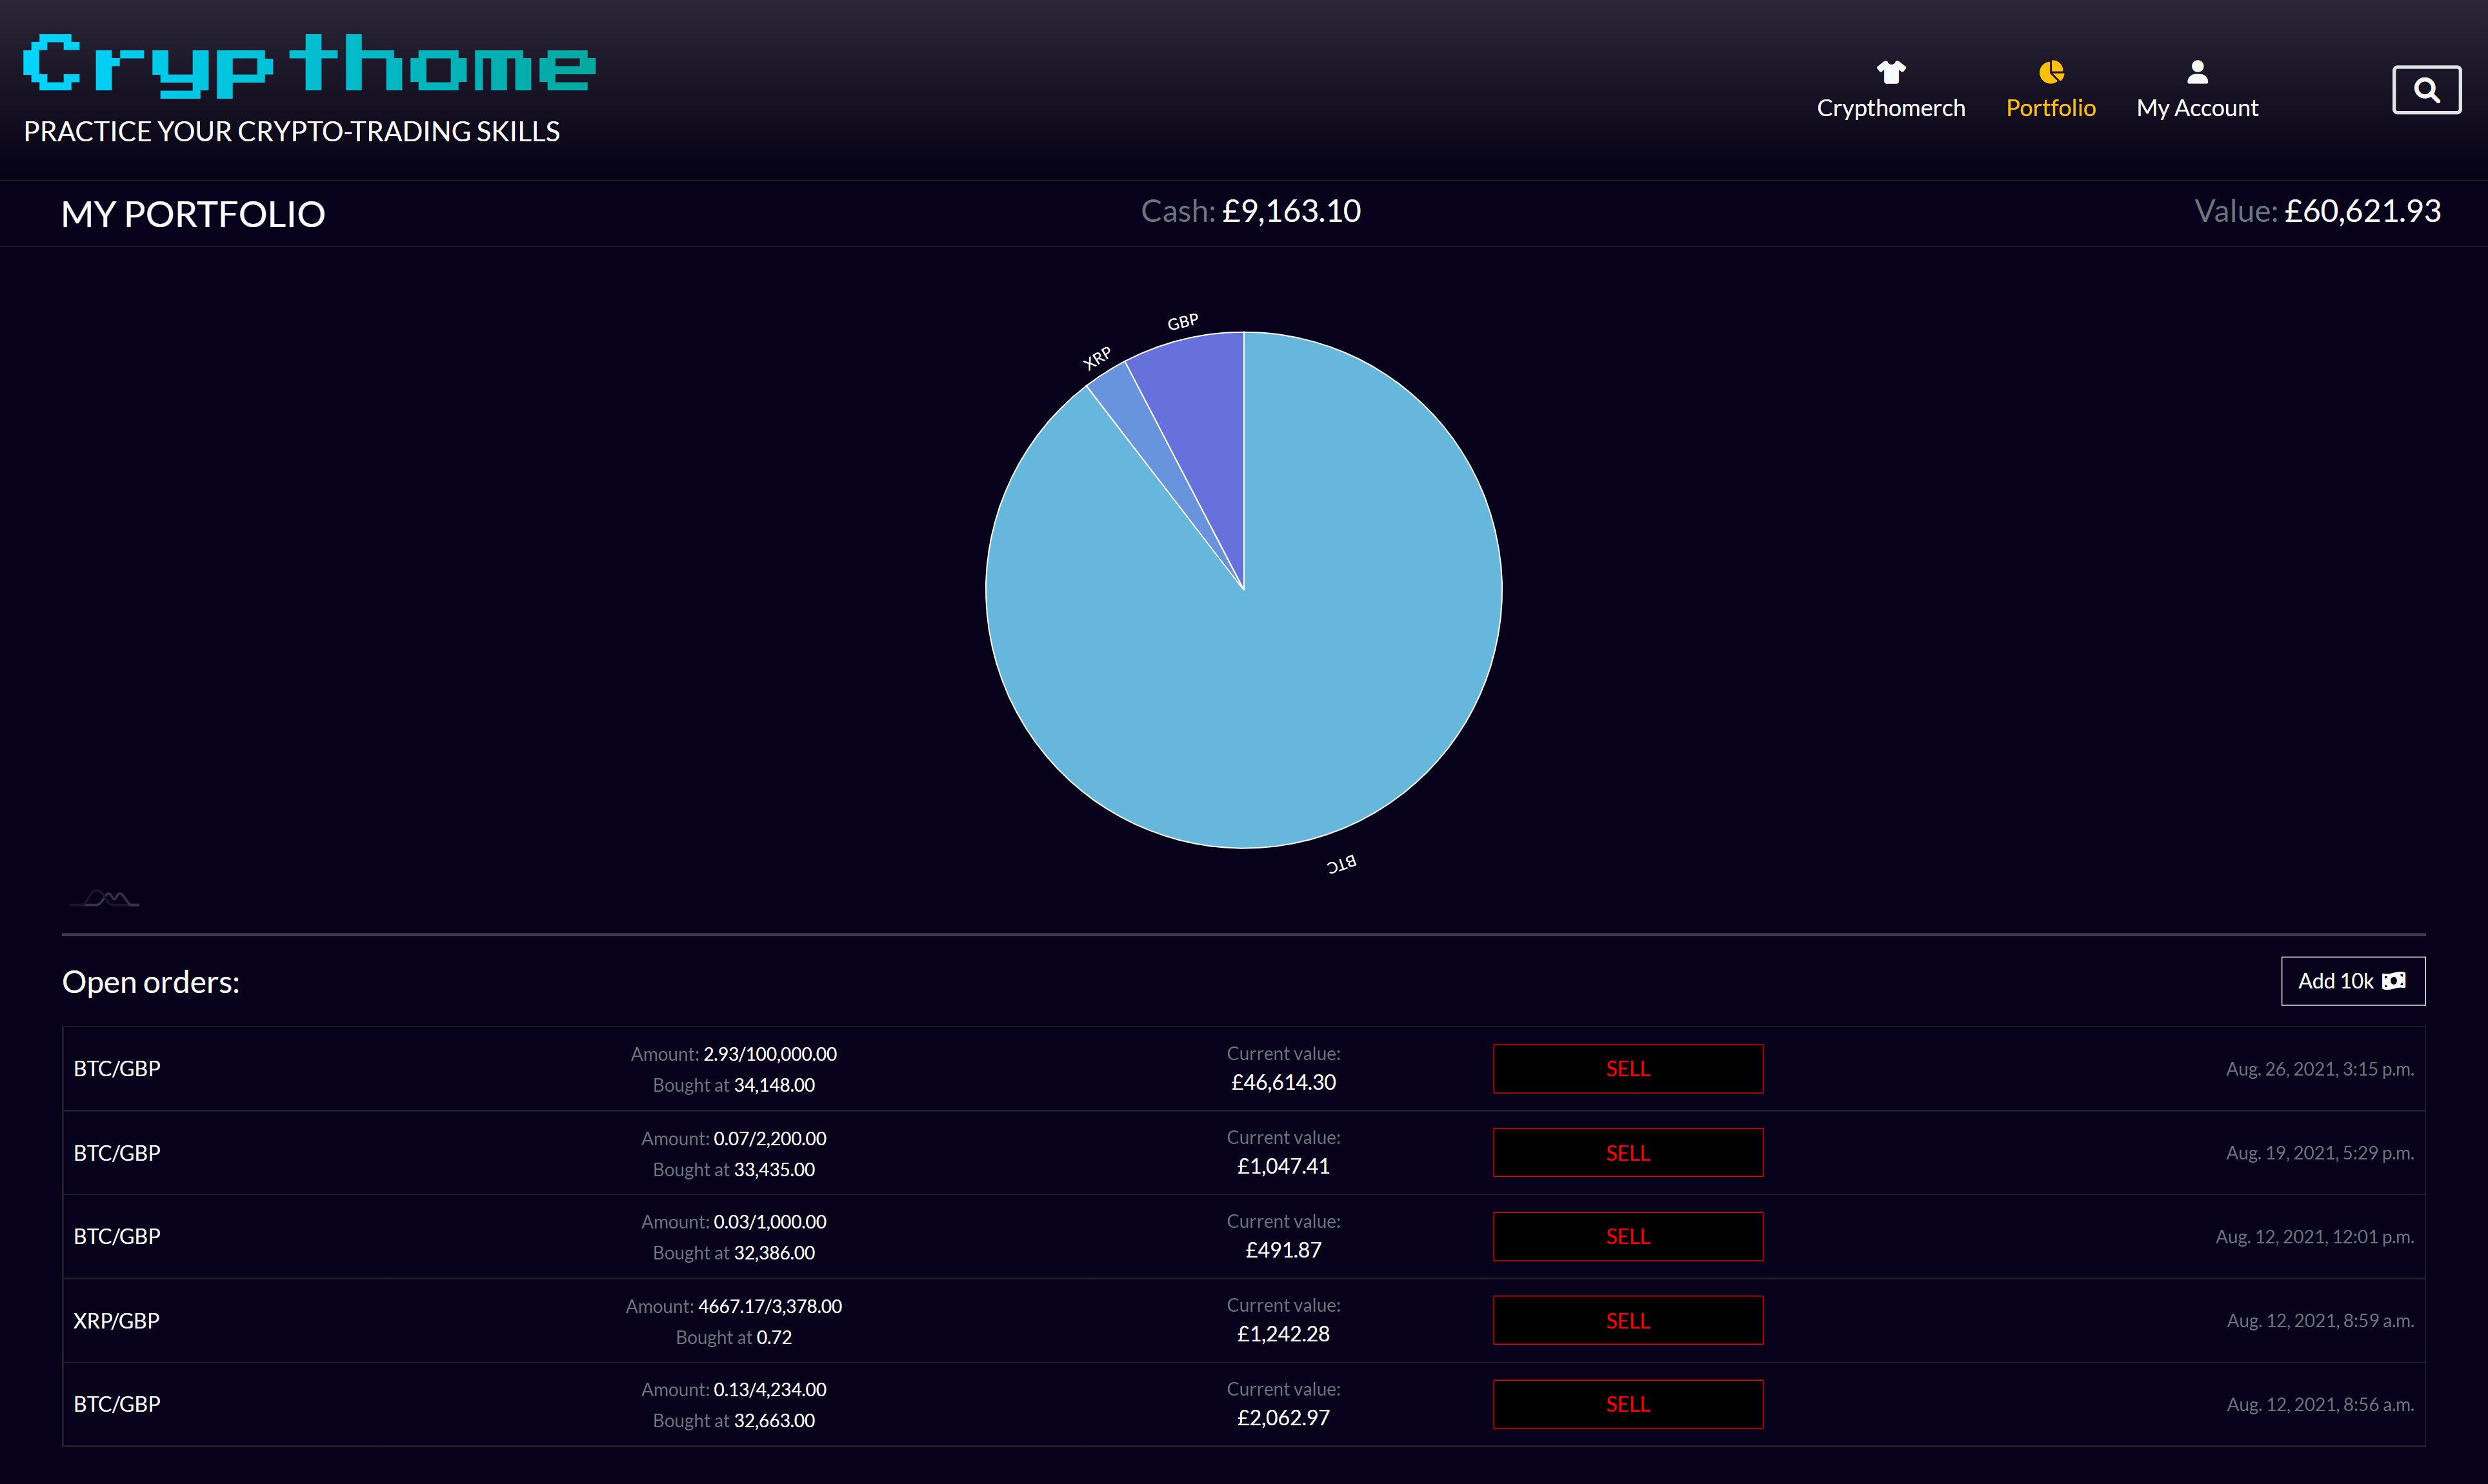 Crypthome
PRACTICE YOUR CRYPTO-TRADING SKILLS
Crypthomerch
Portfolio
My Account
MY PORTFOLIO
Cash: £9,163.10
Value: £60,621.93
GBP
XRP
BTC
Open orders:
Add 10k
BTC/GBP
Amount: 2.93/100,000.00
Bought at 34,148.00
Current value:
£46,614.30
SELL
Aug. 26, 2021, 3:15 p.m.
BTC/GBP
Amount: 0.07/2,200.00
Bought at 33,435.00
Current value:
£1,047.41
SELL
Aug. 19, 2021, 5:29 p.m.
BTC/GBP
Amount: 0.03/1,000.00
Bought at 32,386.00
Current value:
£491.87
SELL
Aug. 12, 2021, 12:01 p.m.
XRP/GBP
Amount: 4667.17/3,378.00
Bought at 0.72
Current value:
£1,242.28
SELL
Aug. 12, 2021, 8:59 a.m.
BTC/GBP
Amount: 0.13/4,234.00
Bought at 32,663.00
Current value:
£2,062.97
SELL
Aug. 12, 2021, 8:56 a.m.